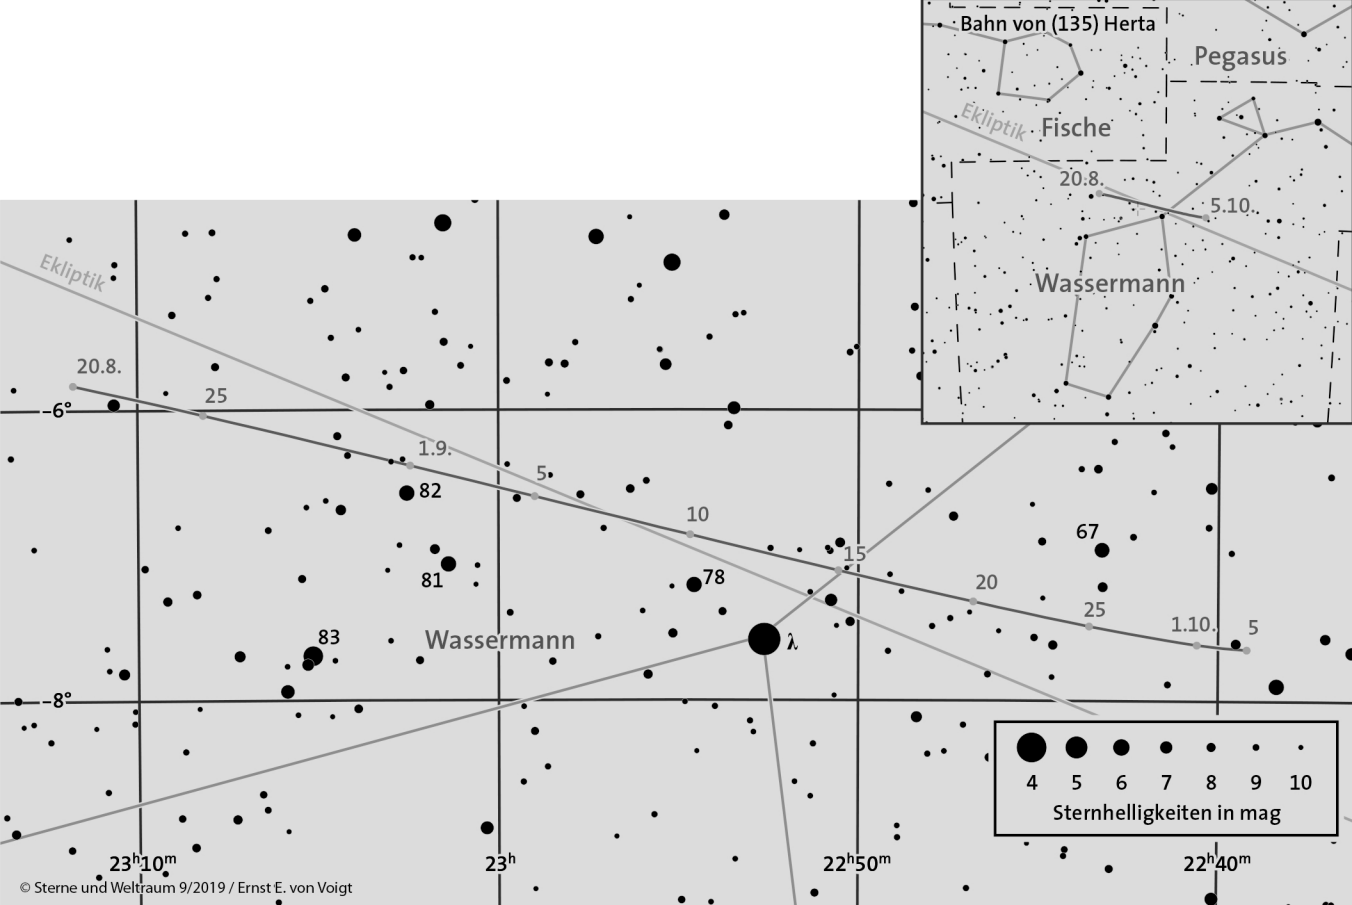 Bahn von (135) Herta
Pegasus
Ekliptik
Fische
20.8.
5.10.
Wassermann
Ekliptik
20.8.
25
-6°
1.9.
5
82
10
67
15
81
78
20
25
1.10.
5
83
Wassermann
λ
-8°
4 5 6 7 8 9 10
Sternhelligkeiten in mag
23h10m
23h
22h50m
22h40m
© Sterne und Weltraum 9/2019 / Ernst E. von Voigt